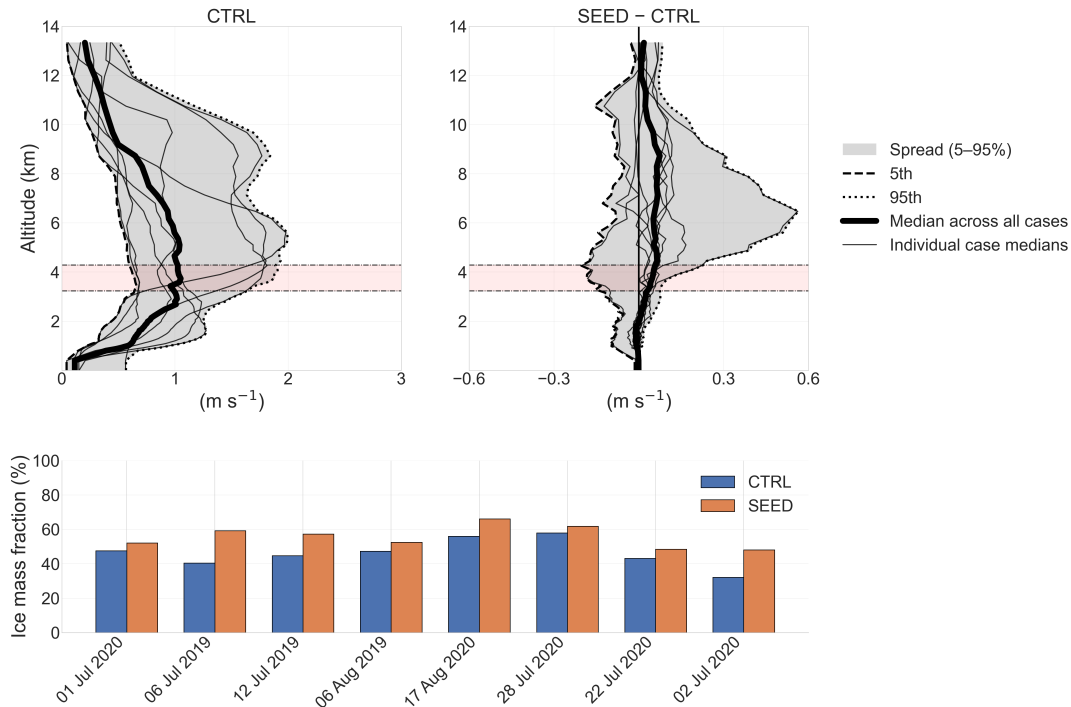 CTRL
SEED − CTRL
14
12
10
8
6
4
2
Altitude (km)
0
1
2
3
(m s⁻¹)
14
12
10
8
6
4
2
−0.6
−0.3
0.3
0.6
(m s⁻¹)
Spread (5–95%)
5th
95th
Median across all cases
Individual case medians
Ice mass fraction (%)
100
80
60
40
20
0
CTRL
SEED
01 Jul 2020
06 Jul 2019
12 Jul 2019
06 Aug 2019
17 Aug 2020
28 Jul 2020
22 Jul 2020
02 Jul 2020